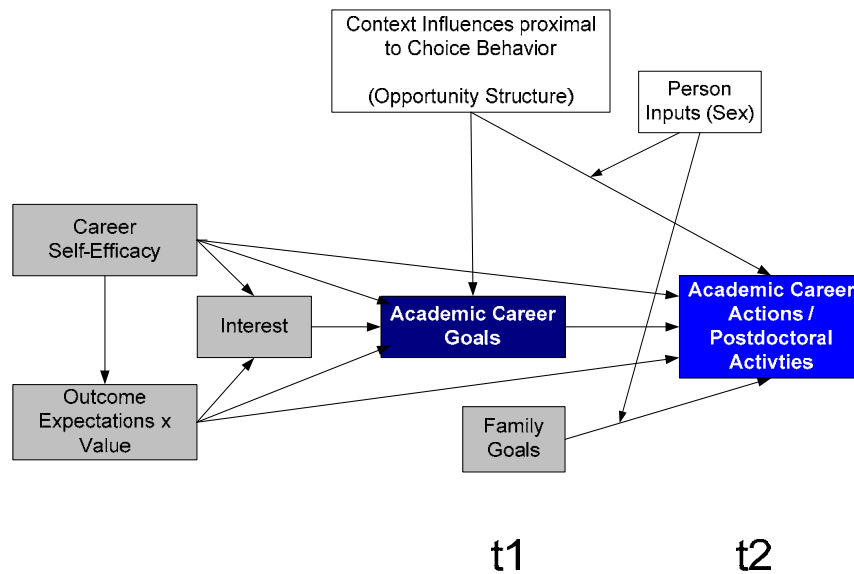 Context Influences proximal
to Choice Behavior
(Opportunity Structure)
Person
Inputs (Sex)
Career
Self-Efficacy
Interest
Academic Career
Goals
Academic Career
Actions /
Postdoctoral
Activties
Outcome
Expectations x
Value
Family
Goals
t1
t2